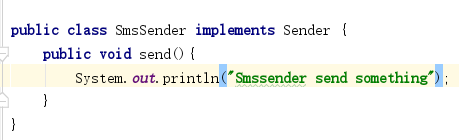 public class SmsSender implements Sender {
public void send(){
System.out.println("Smssender send something");
}
}